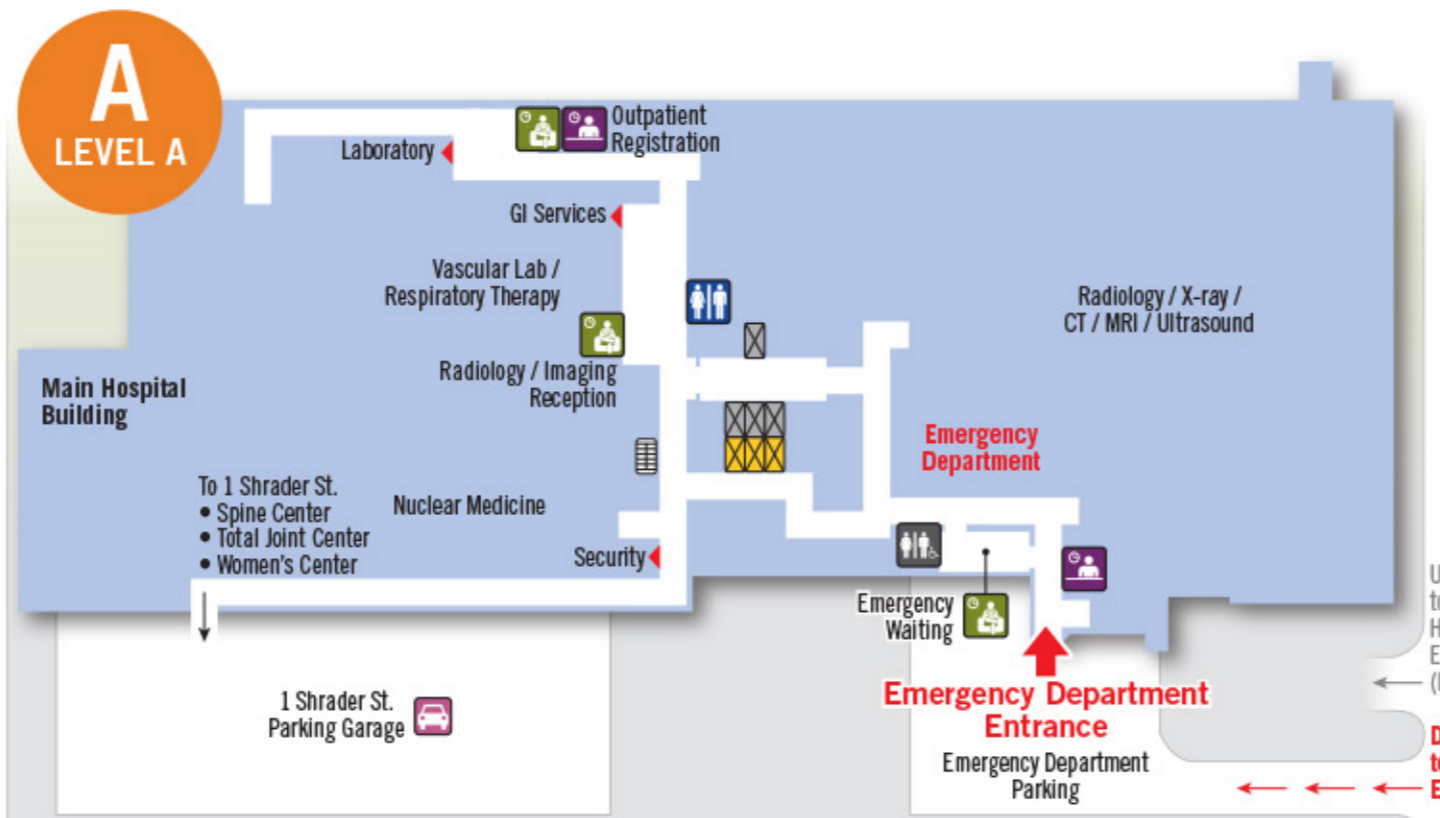 A
LEVEL A
Outpatient
Registration
Laboratory
GI Services
Vascular Lab /
Respiratory Therapy
Radiology / X-ray /
CT / MRI / Ultrasound
Radiology / Imaging
Reception
Main Hospital
Building
Emergency
Department
To 1 Shrader St.
• Spine Center
• Total Joint Center
• Women's Center
Nuclear Medicine
Security
Emergency
Waiting
1 Shrader St.
Parking Garage
Emergency Department
Entrance
Emergency Department
Parking